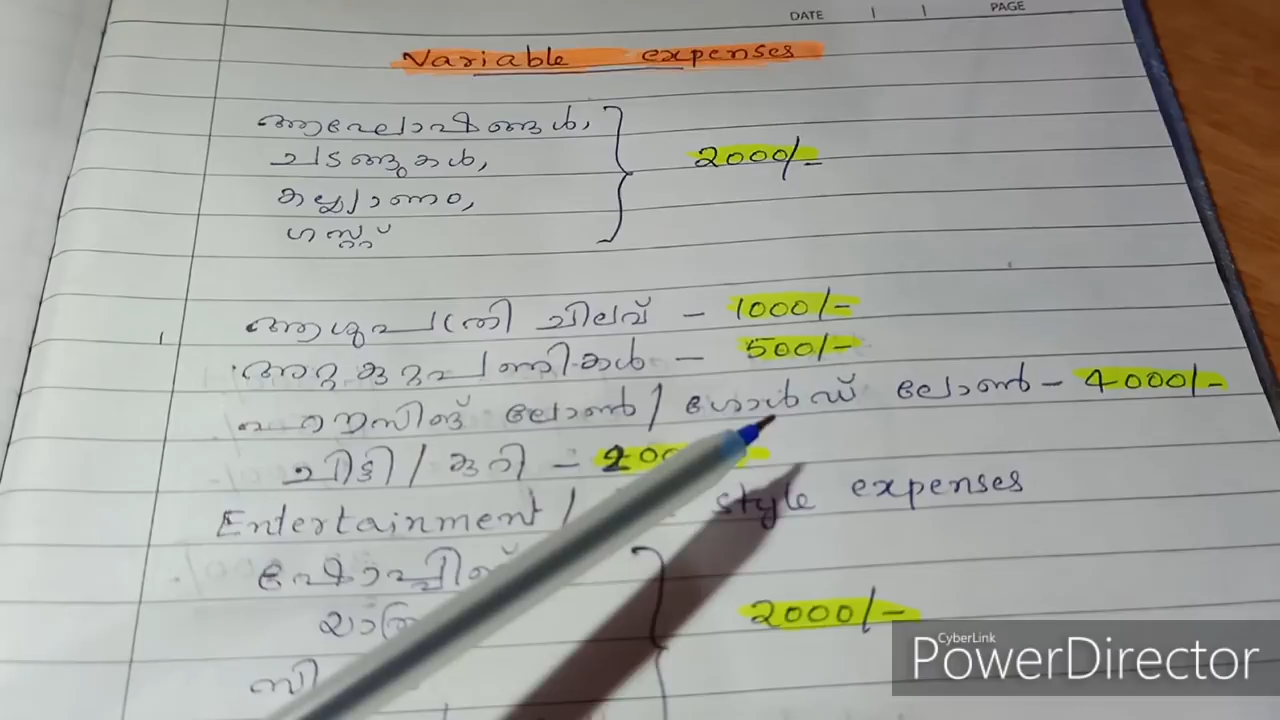 DATE | | PAGE
Variable expenses
ആഘോഷങ്ങൾ,
ചടങ്ങുകൾ,
കല്ല്യാണം,
ഗസ്റ്റ്
2000/-
ആശുപത്രി ചിലവ് - 1000/-
അറ്റകുറ്റപണികൾ - 500/-
ഹൗസിങ് ലോൺ / ഗോൾഡ് ലോൺ - 4000/-
ചിട്ടി / കുറി -
Entertainment / style expenses
ഷോപ്പിങ്
2000/-
CyberLink
PowerDirector